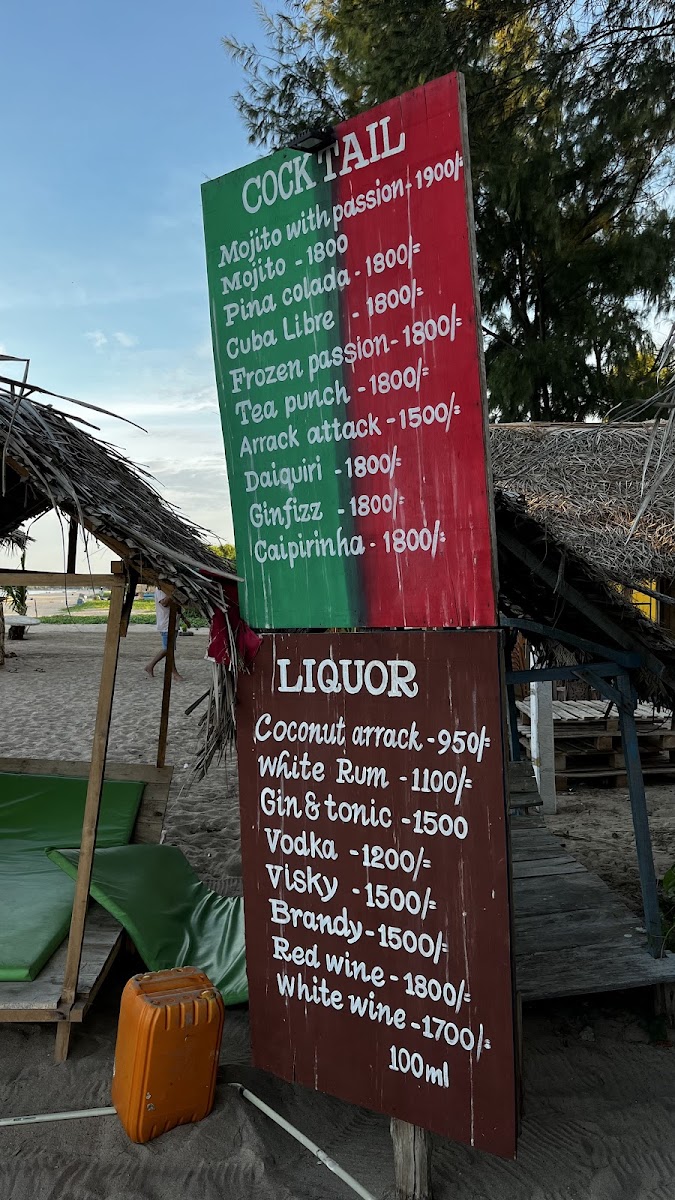 COCKTAIL
Mojito with passion - 1900/=
Mojito - 1800
Pina colada - 1800/=
Cuba Libre - 1800/=
Frozen passion - 1800/=
Tea punch - 1800/=
Arrack attack - 1500/=
Daiquiri - 1800/=
Ginfizz - 1800/=
Caipirinha - 1800/=
LIQUOR
Coconut arrack - 950/=
White Rum - 1100/=
Gin & tonic - 1500
Vodka - 1200/=
Visky - 1500/=
Brandy - 1500/=
Red wine - 1800/=
White wine - 1700/=
100ml